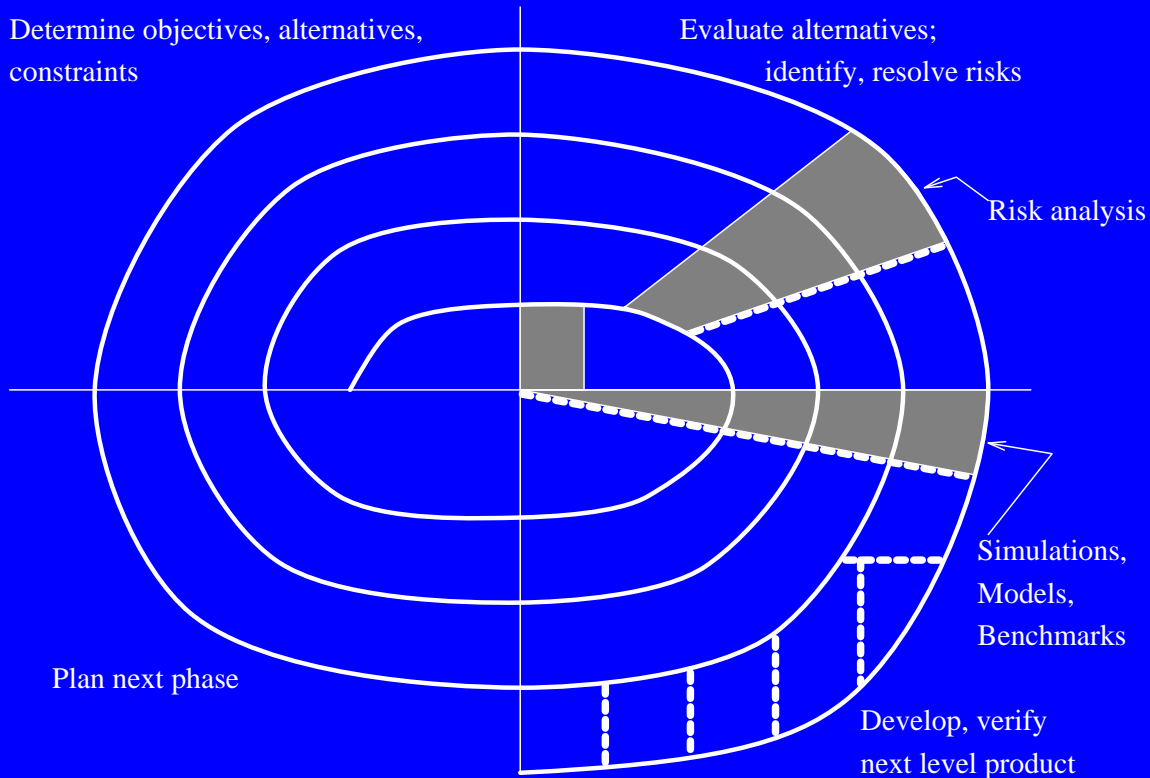 Determine objectives, alternatives,
constraints
Evaluate alternatives;
identify, resolve risks
Risk analysis
Simulations,
Models,
Benchmarks
Plan next phase
Develop, verify
next level product